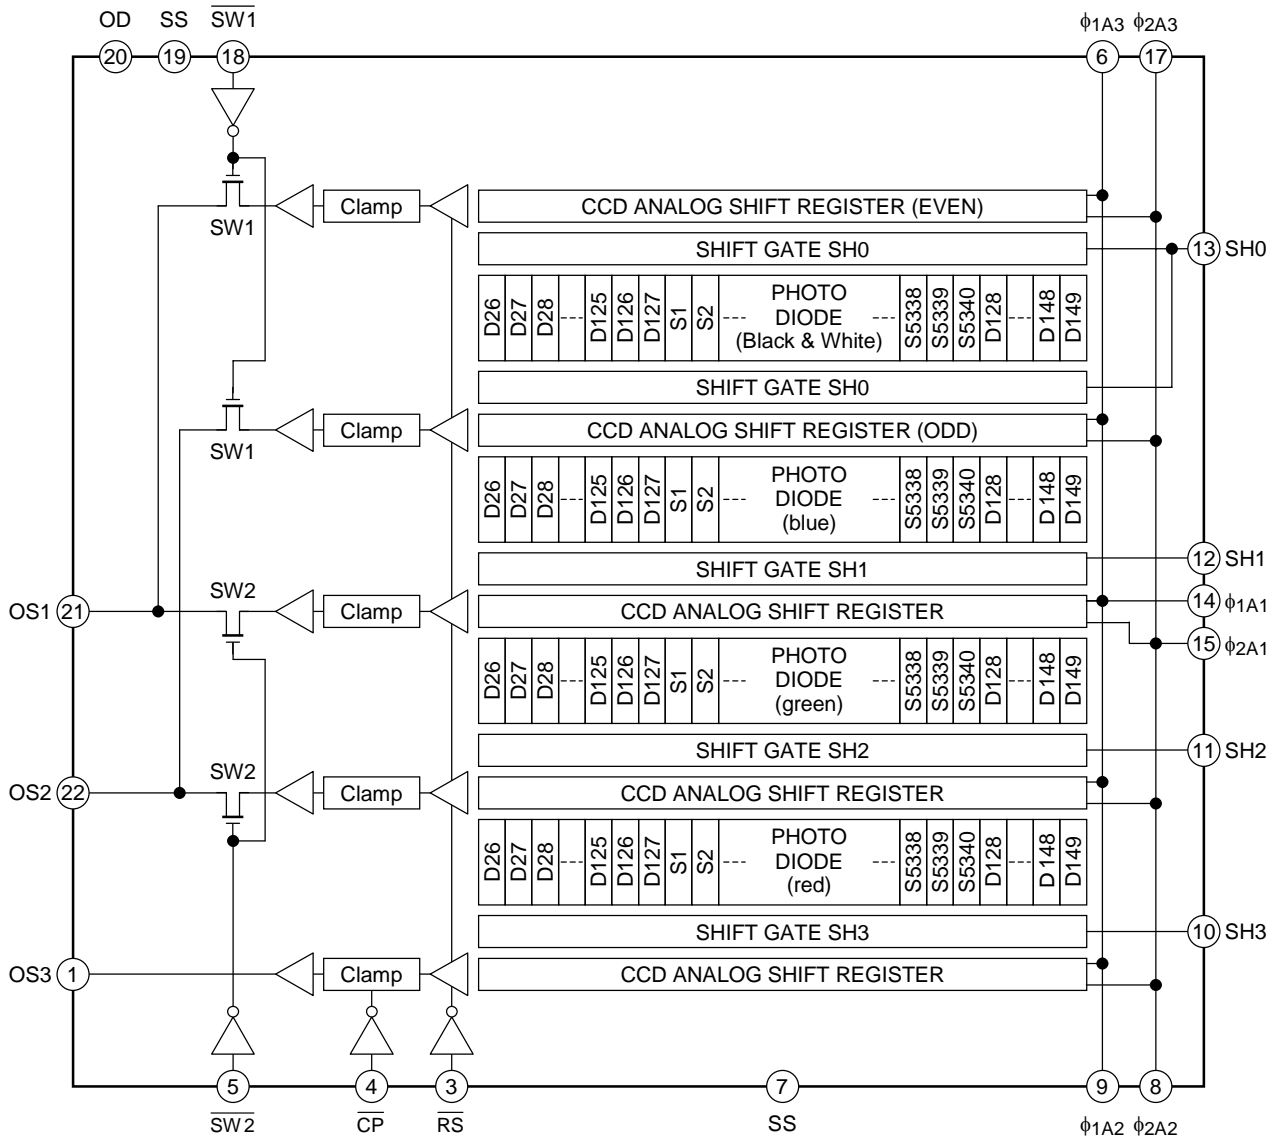 OD SS SW1 ϕ1A3 ϕ2A3
20 19 18 6 17
SW1 Clamp CCD ANALOG SHIFT REGISTER (EVEN)
SHIFT GATE SH0 13 SH0
D26 D27 D28 ---- D125 D126 D127 S1 S2 --- PHOTO DIODE (Black & White) --- S5338 S5339 S5340 D128 ---- D148 D149
SHIFT GATE SH0
SW1 Clamp CCD ANALOG SHIFT REGISTER (ODD)
D26 D27 D28 ---- D125 D126 D127 S1 S2 --- PHOTO DIODE (blue) --- S5338 S5339 S5340 D128 ---- D148 D149
SHIFT GATE SH1 12 SH1
OS1 21 SW2 Clamp CCD ANALOG SHIFT REGISTER 14 ϕ1A1
15 ϕ2A1
D26 D27 D28 ---- D125 D126 D127 S1 S2 --- PHOTO DIODE (green) --- S5338 S5339 S5340 D128 ---- D148 D149
SHIFT GATE SH2 11 SH2
OS2 22 SW2 Clamp CCD ANALOG SHIFT REGISTER
D26 D27 D28 ---- D125 D126 D127 S1 S2 --- PHOTO DIODE (red) --- S5338 S5339 S5340 D128 ---- D148 D149
SHIFT GATE SH3 10 SH3
OS3 1 Clamp CCD ANALOG SHIFT REGISTER
5 4 3 7 9 8
SW2 CP RS SS ϕ1A2 ϕ2A2